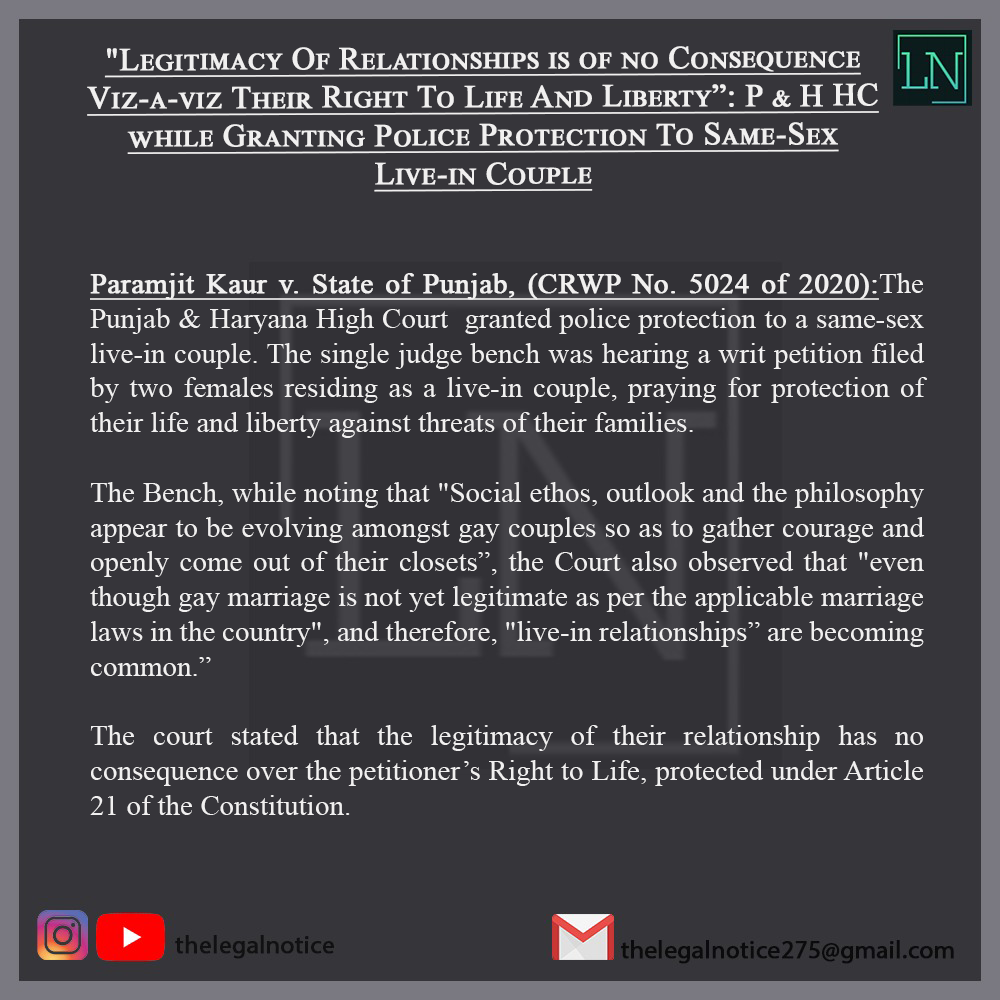 "Legitimacy Of Relationships is of no Consequence
Viz-a-viz Their Right To Life And Liberty”: P & H HC
while Granting Police Protection To Same-Sex
Live-in Couple
LN
Paramjit Kaur v. State of Punjab, (CRWP No. 5024 of 2020):The
Punjab & Haryana High Court  granted police protection to a same-sex
live-in couple. The single judge bench was hearing a writ petition filed
by two females residing as a live-in couple, praying for protection of
their life and liberty against threats of their families.
The Bench, while noting that "Social ethos, outlook and the philosophy
appear to be evolving amongst gay couples so as to gather courage and
openly come out of their closets”, the Court also observed that "even
though gay marriage is not yet legitimate as per the applicable marriage
laws in the country", and therefore, "live-in relationships” are becoming
common.”
The court stated that the legitimacy of their relationship has no
consequence over the petitioner’s Right to Life, protected under Article
21 of the Constitution.
LN
thelegalnotice
thelegalnotice275@gmail.com